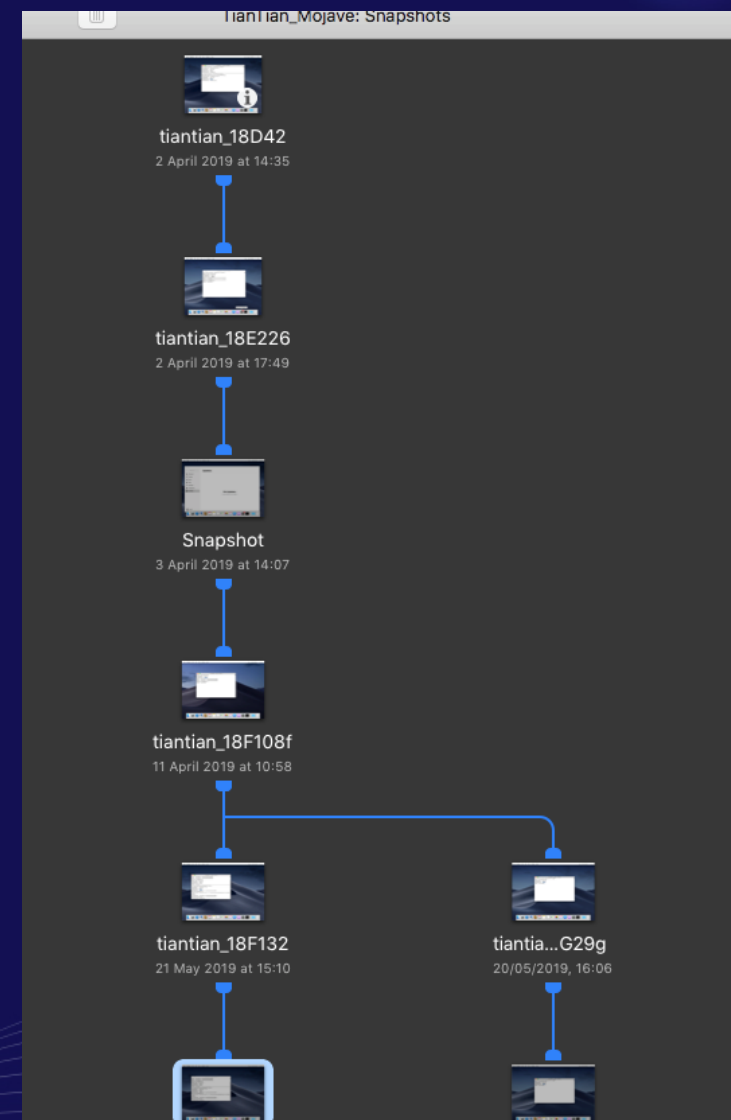 TianTian_Mojave: Snapshots
tiantian_18D42
2 April 2019 at 14:35
tiantian_18E226
2 April 2019 at 17:49
Snapshot
3 April 2019 at 14:07
tiantian_18F108f
11 April 2019 at 10:58
tiantian_18F132
21 May 2019 at 15:10
tiantia...G29g
20/05/2019, 16:06